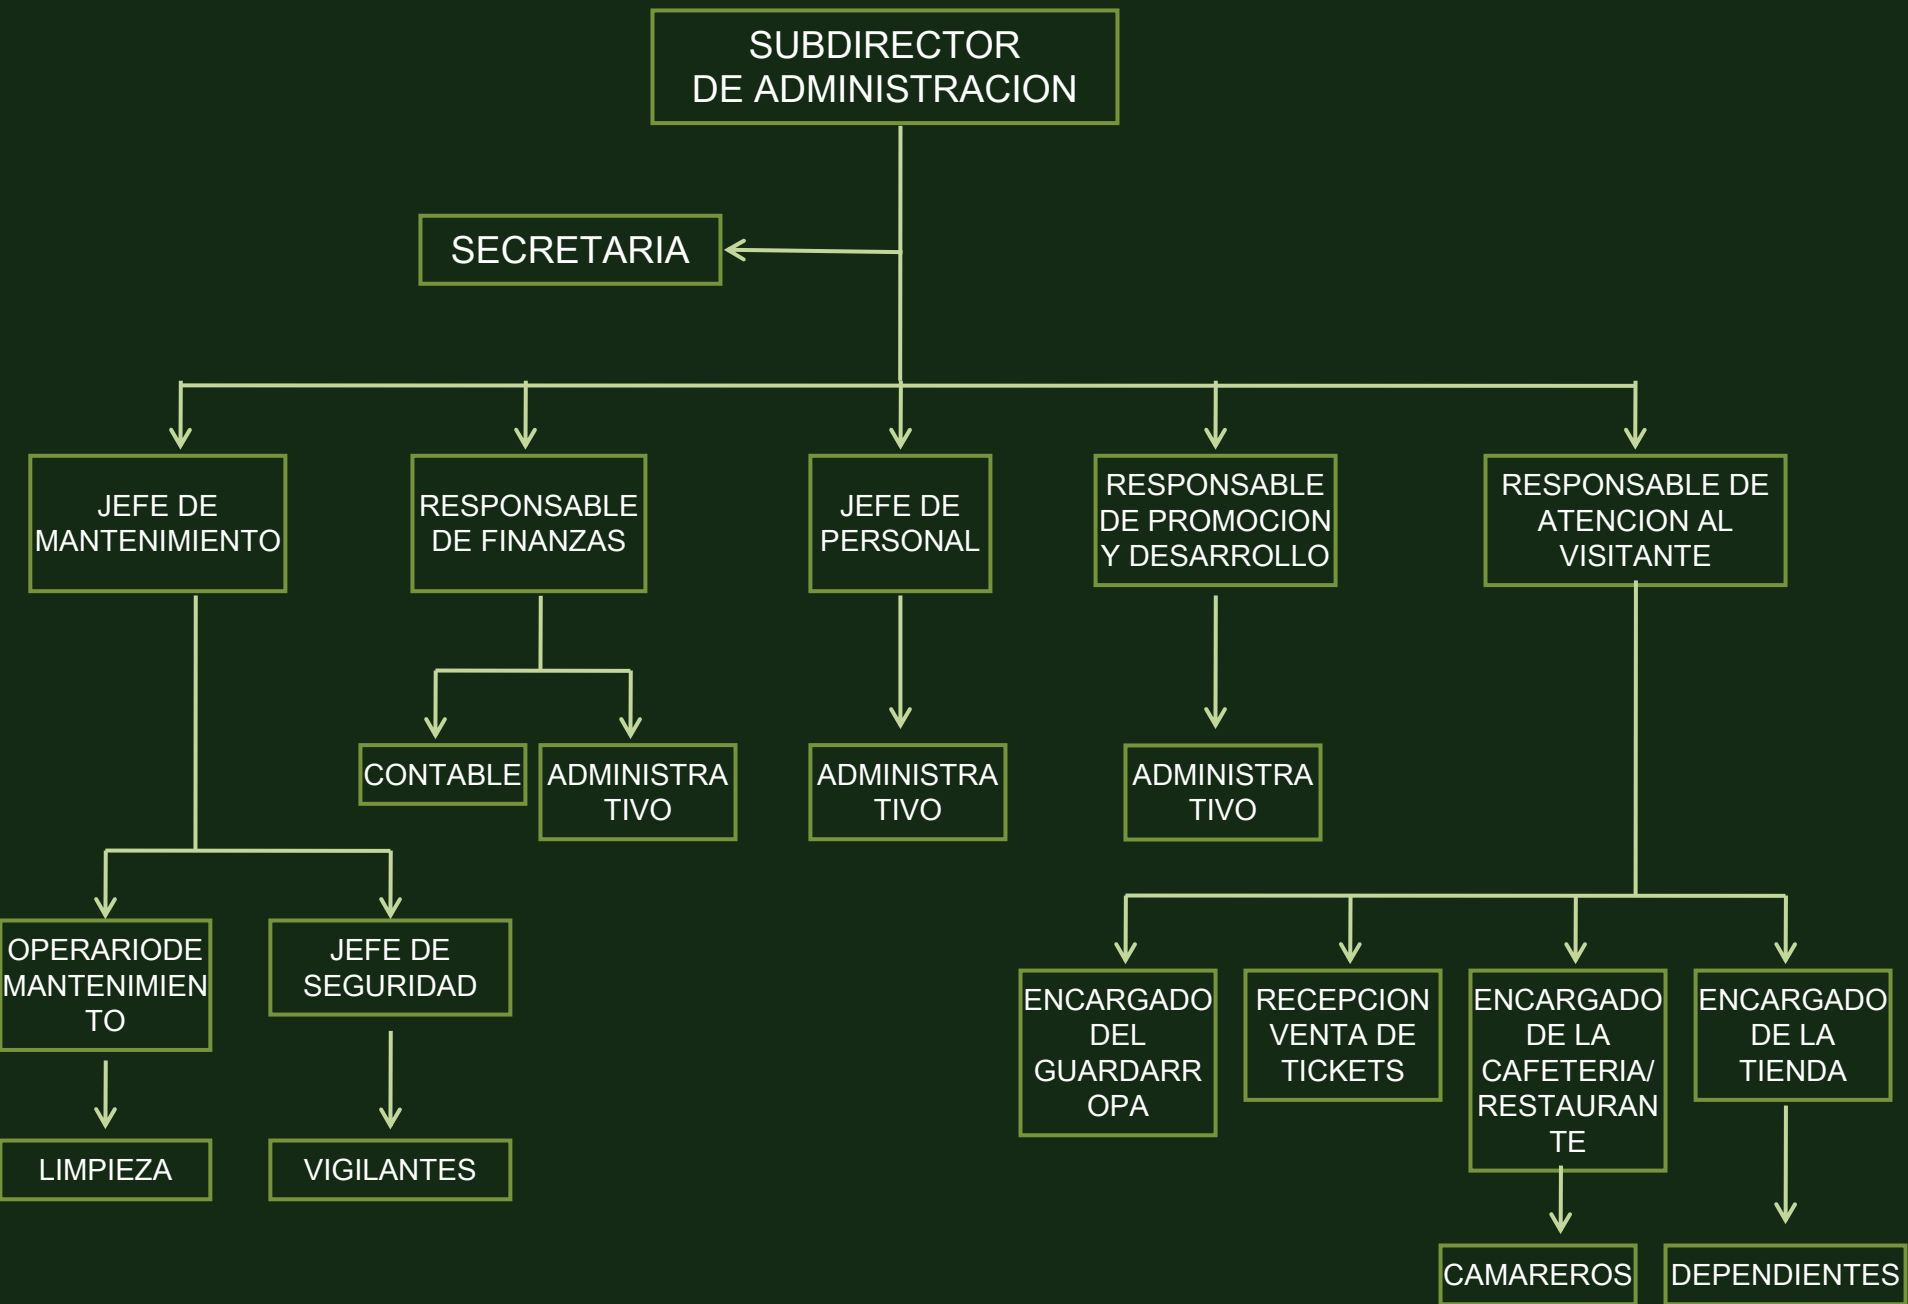 SUBDIRECTOR
DE ADMINISTRACION
SECRETARIA
JEFE DE
MANTENIMIENTO
RESPONSABLE
DE FINANZAS
JEFE DE
PERSONAL
RESPONSABLE
DE PROMOCION
Y DESARROLLO
RESPONSABLE DE
ATENCION AL
VISITANTE
CONTABLE
ADMINISTRA
TIVO
ADMINISTRA
TIVO
ADMINISTRA
TIVO
OPERARIODE
MANTENIMIEN
TO
JEFE DE
SEGURIDAD
ENCARGADO
DEL
GUARDARR
OPA
RECEPCION
VENTA DE
TICKETS
ENCARGADO
DE LA
CAFETERIA/
RESTAURAN
TE
ENCARGADO
DE LA
TIENDA
LIMPIEZA
VIGILANTES
CAMAREROS
DEPENDIENTES